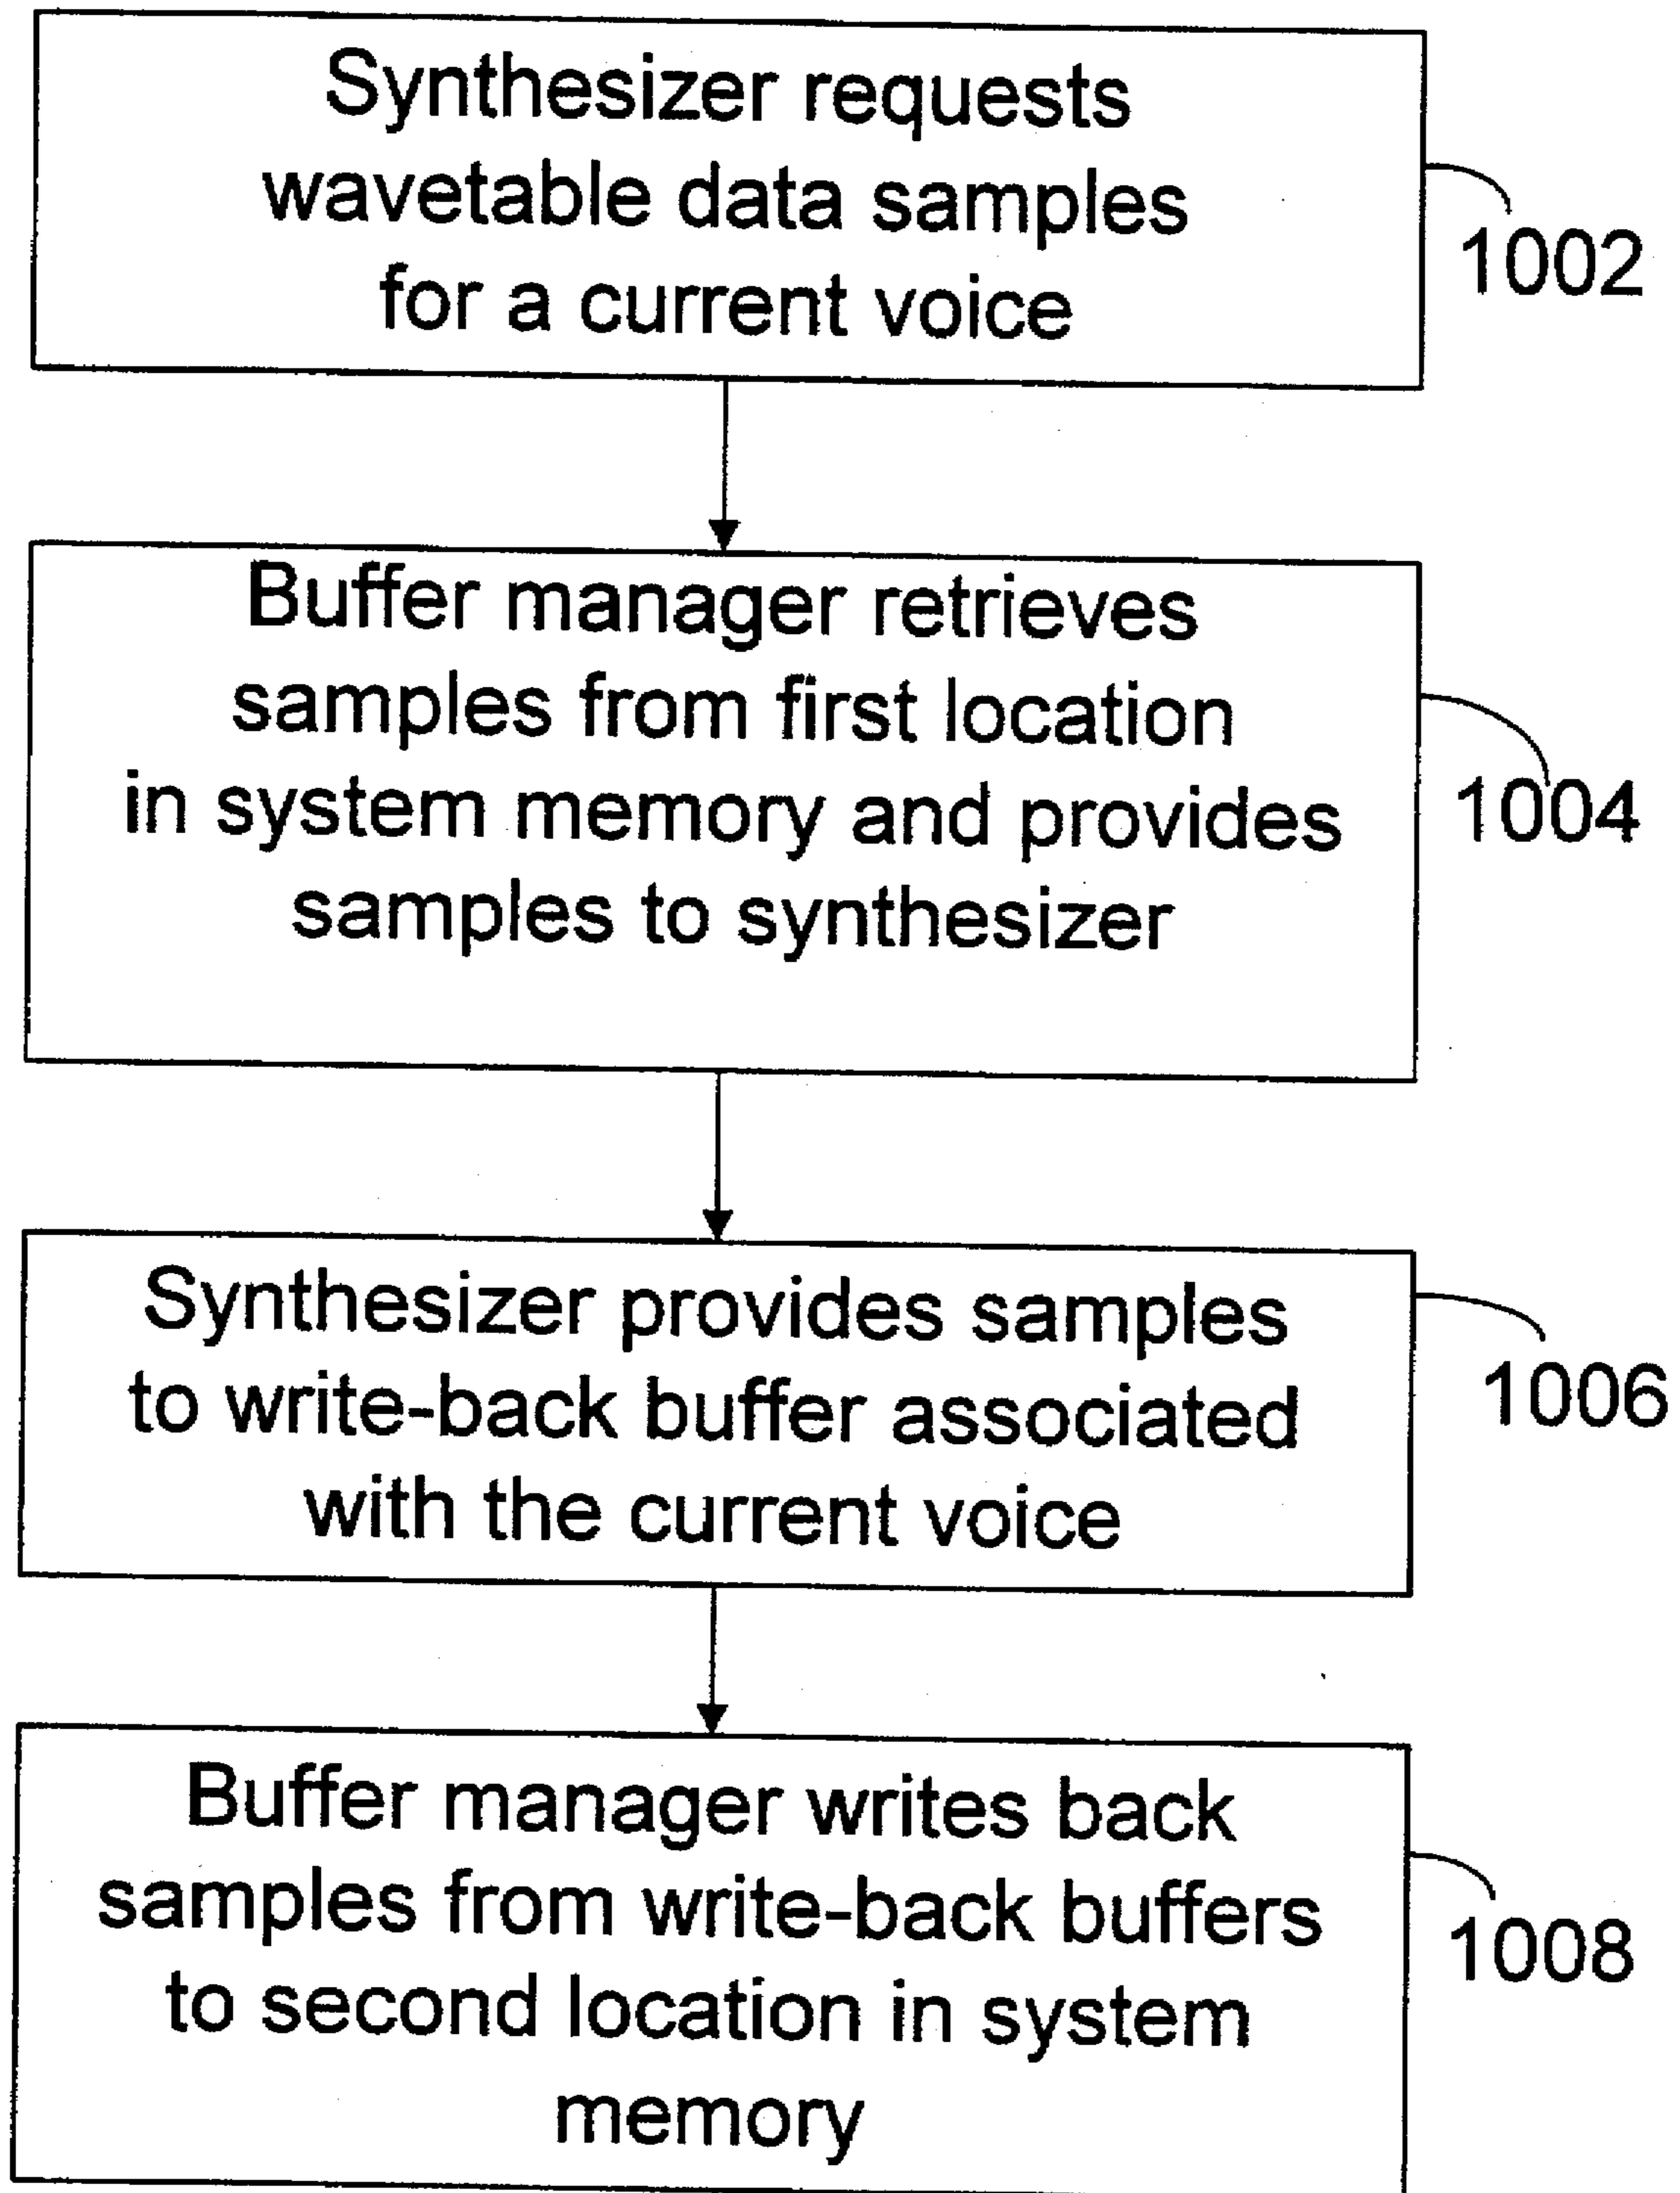 Synthesizer requests
wavetable data samples
for a current voice
1002
Buffer manager retrieves
samples from first location
in system memory and provides
samples to synthesizer
1004
Synthesizer provides samples
to write-back buffer associated
with the current voice
1006
Buffer manager writes back
samples from write-back buffers
to second location in system
memory
1008